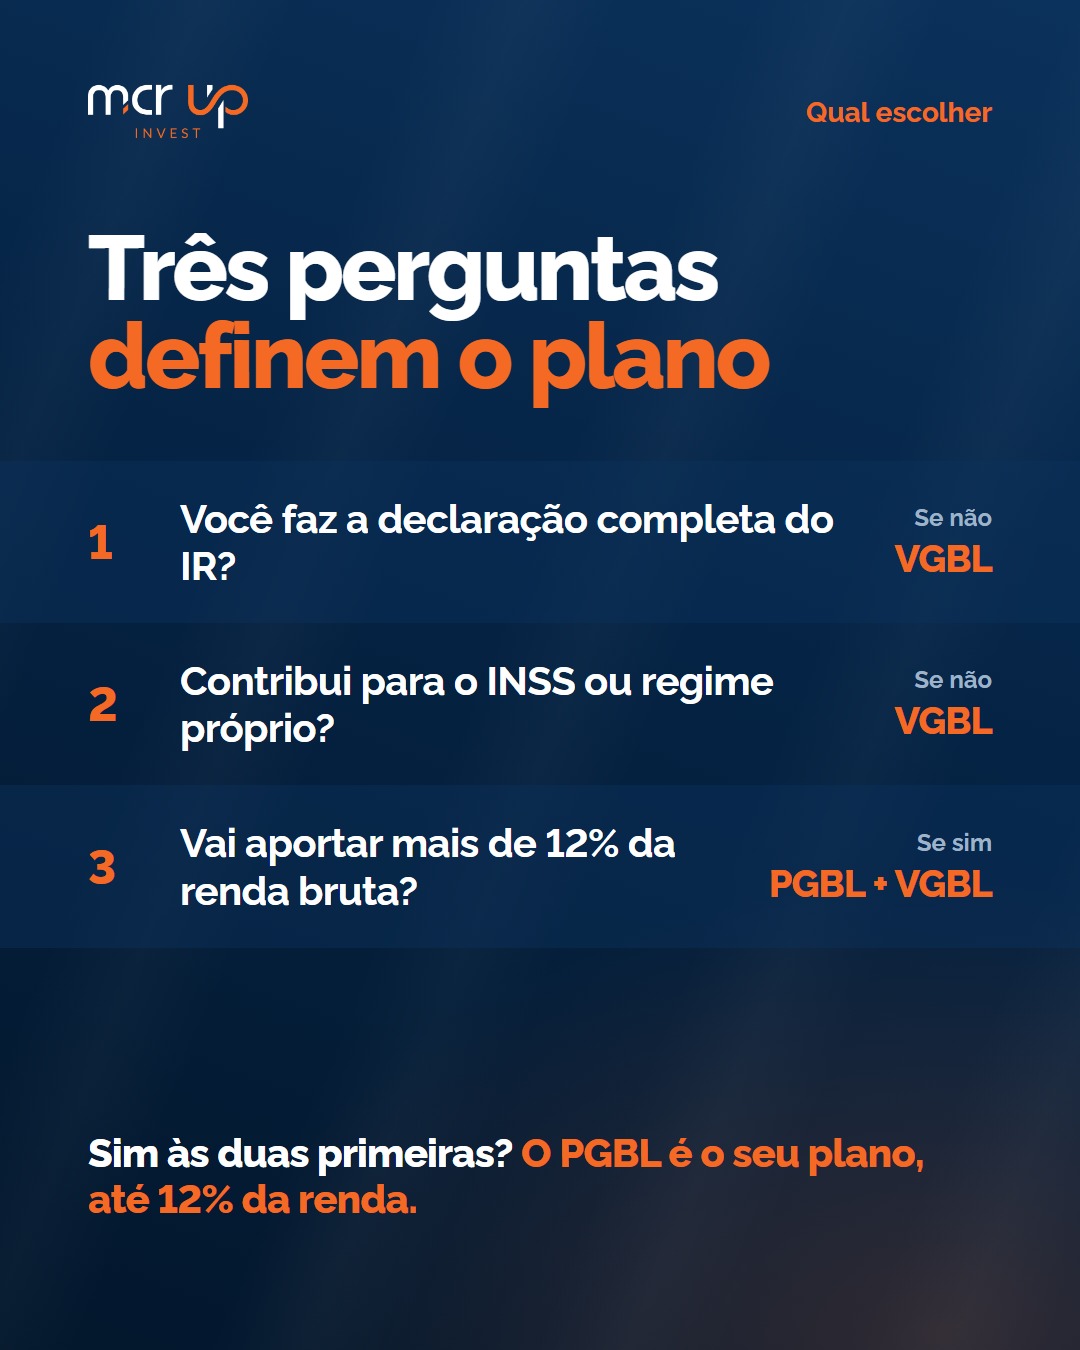 mcr up
INVEST
Qual escolher
Três perguntas
definem o plano
1
Você faz a declaração completa do
IR?
Se não
VGBL
2
Contribui para o INSS ou regime
próprio?
Se não
VGBL
3
Vai aportar mais de 12% da
renda bruta?
Se sim
PGBL + VGBL
Sim às duas primeiras? O PGBL é o seu plano,
até 12% da renda.